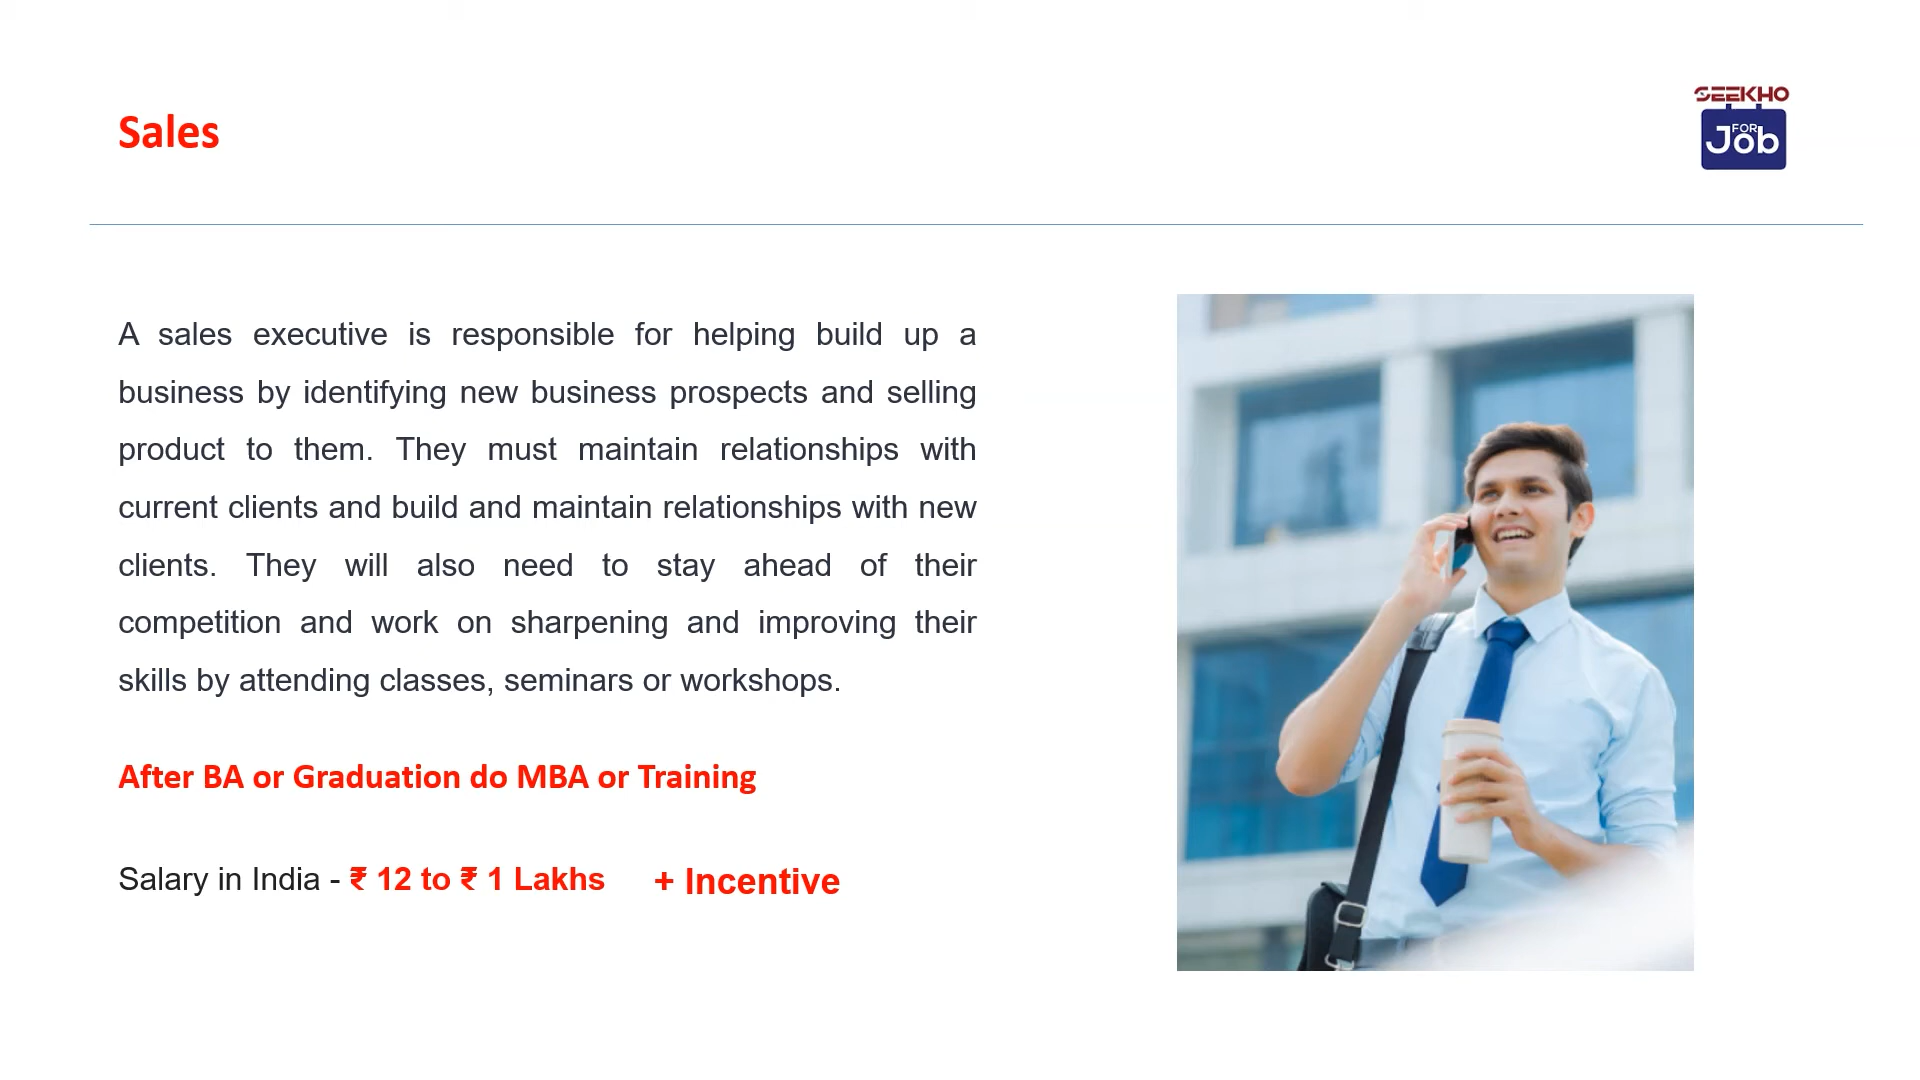 Sales
SEEKHO
FOR
Job
A sales executive is responsible for helping build up a
business by identifying new business prospects and selling
product to them. They must maintain relationships with
current clients and build and maintain relationships with new
clients. They will also need to stay ahead of their
competition and work on sharpening and improving their
skills by attending classes, seminars or workshops.
After BA or Graduation do MBA or Training
Salary in India - ₹ 12 to ₹ 1 Lakhs + Incentive